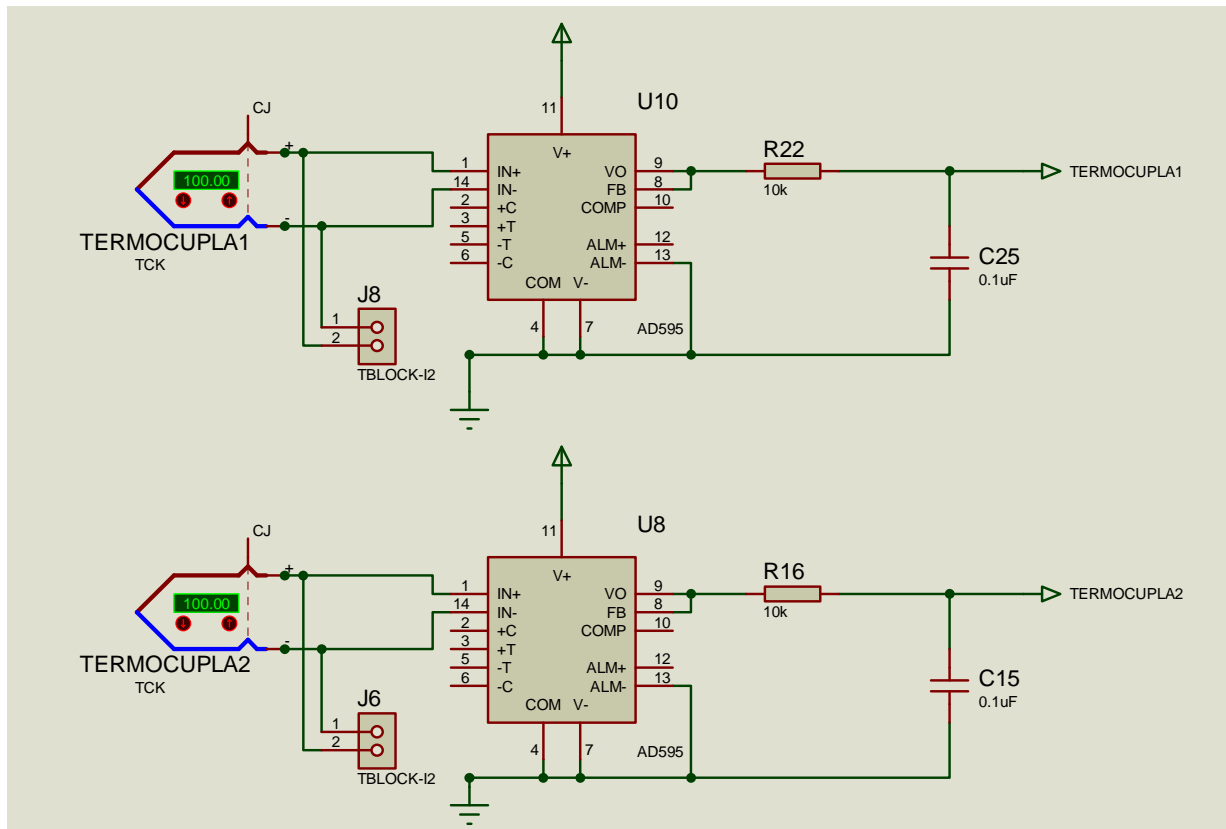 U10
CJ
11
+
V+
R22
1 IN+ VO 9
100.00
14 IN- FB 8
10k
TERMOCUPLA1
2 +C COMP 10
3 +T
-
TERMOCUPLA1
5 -T ALM+ 12
TCK
6 -C ALM- 13
C25
0.1uF
COM V-
J8
4 7 AD595
1
2
TBLOCK-I2
U8
CJ
11
+
V+
R16
1 IN+ VO 9
100.00
14 IN- FB 8
10k
TERMOCUPLA2
2 +C COMP 10
3 +T
-
TERMOCUPLA2
5 -T ALM+ 12
TCK
6 -C ALM- 13
C15
0.1uF
COM V-
J6
4 7 AD595
1
2
TBLOCK-I2